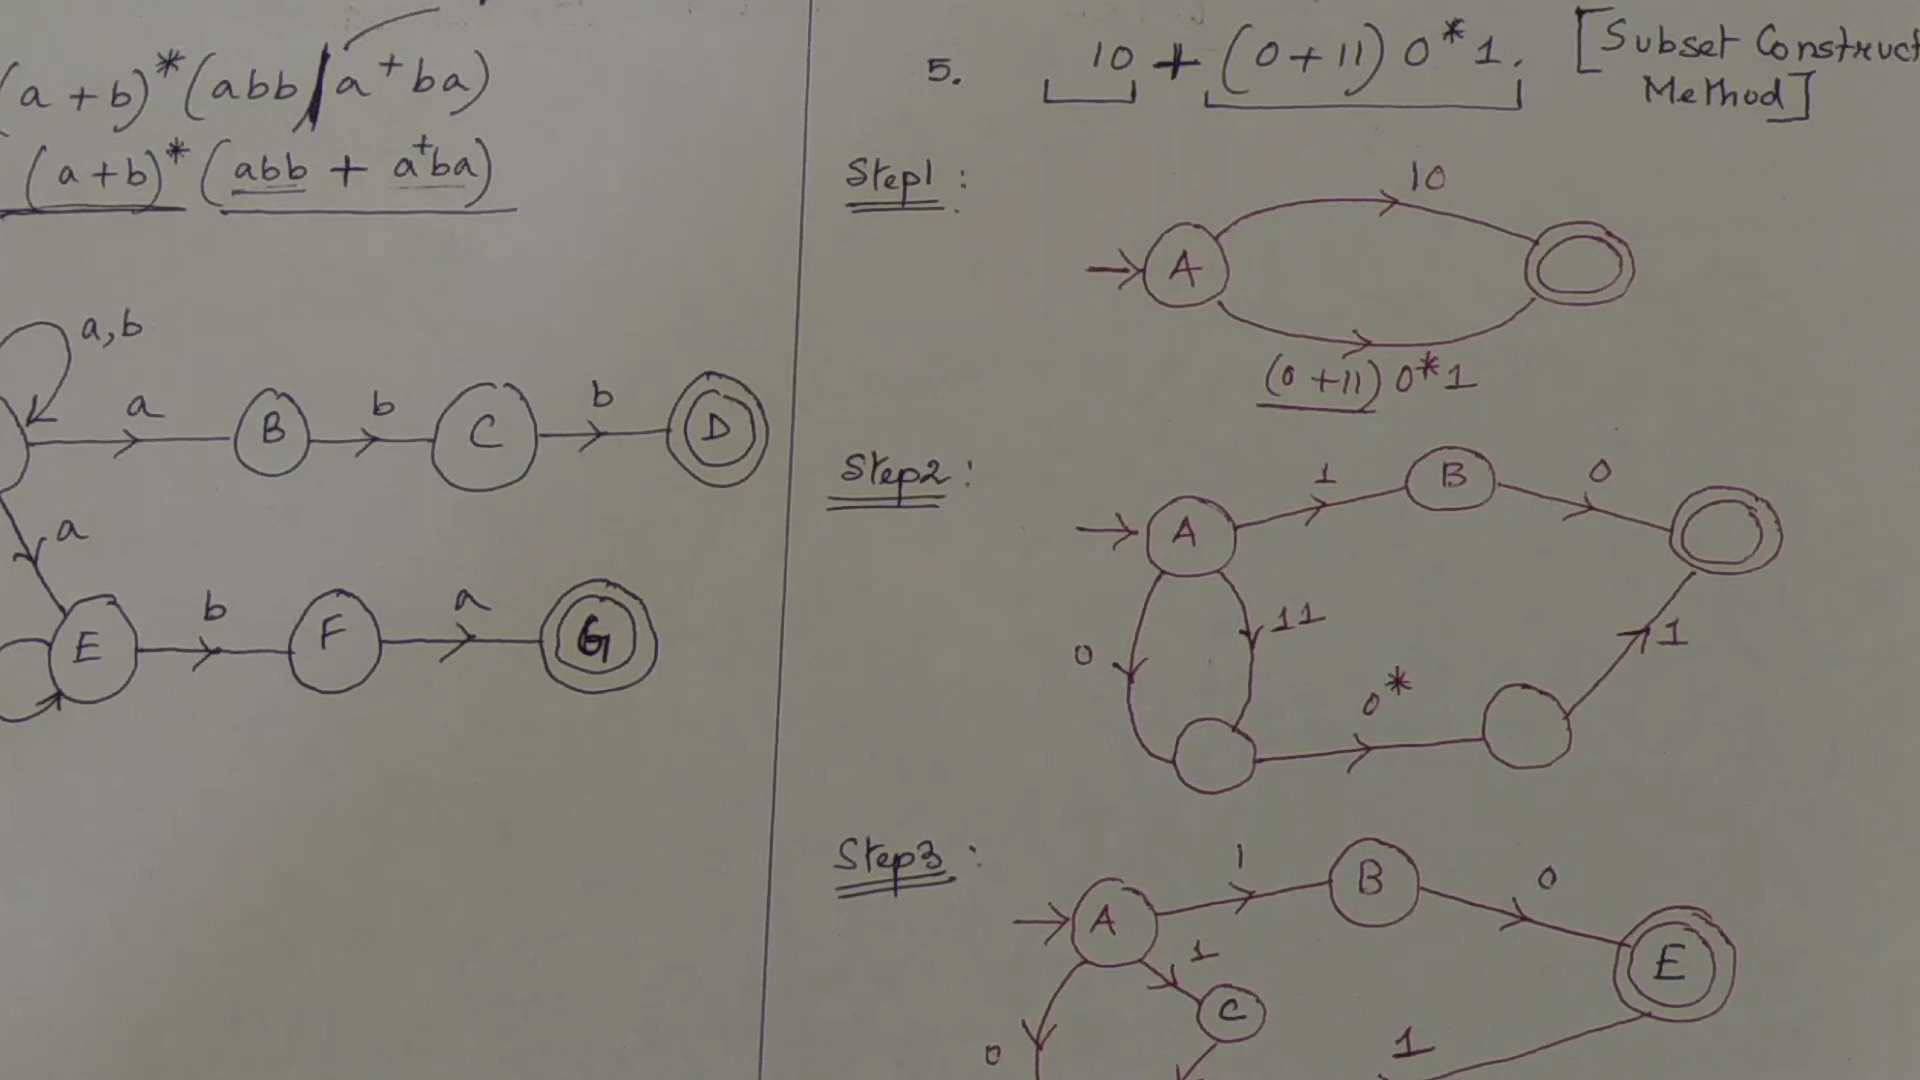 (a + b)* (abb / a⁺ba)
(a+b)* (abb + a⁺ba)
a,b
a B b C b D
a
E b F a G
5. 10 + (0+11) 0*1. [Subset Construct
Method]
Step1 :
10
A
(0+11) 0*1
Step2 :
A 1 B 0
0 11
0* 1
Step3 :
A 1 B 0 E
1 C
0 1